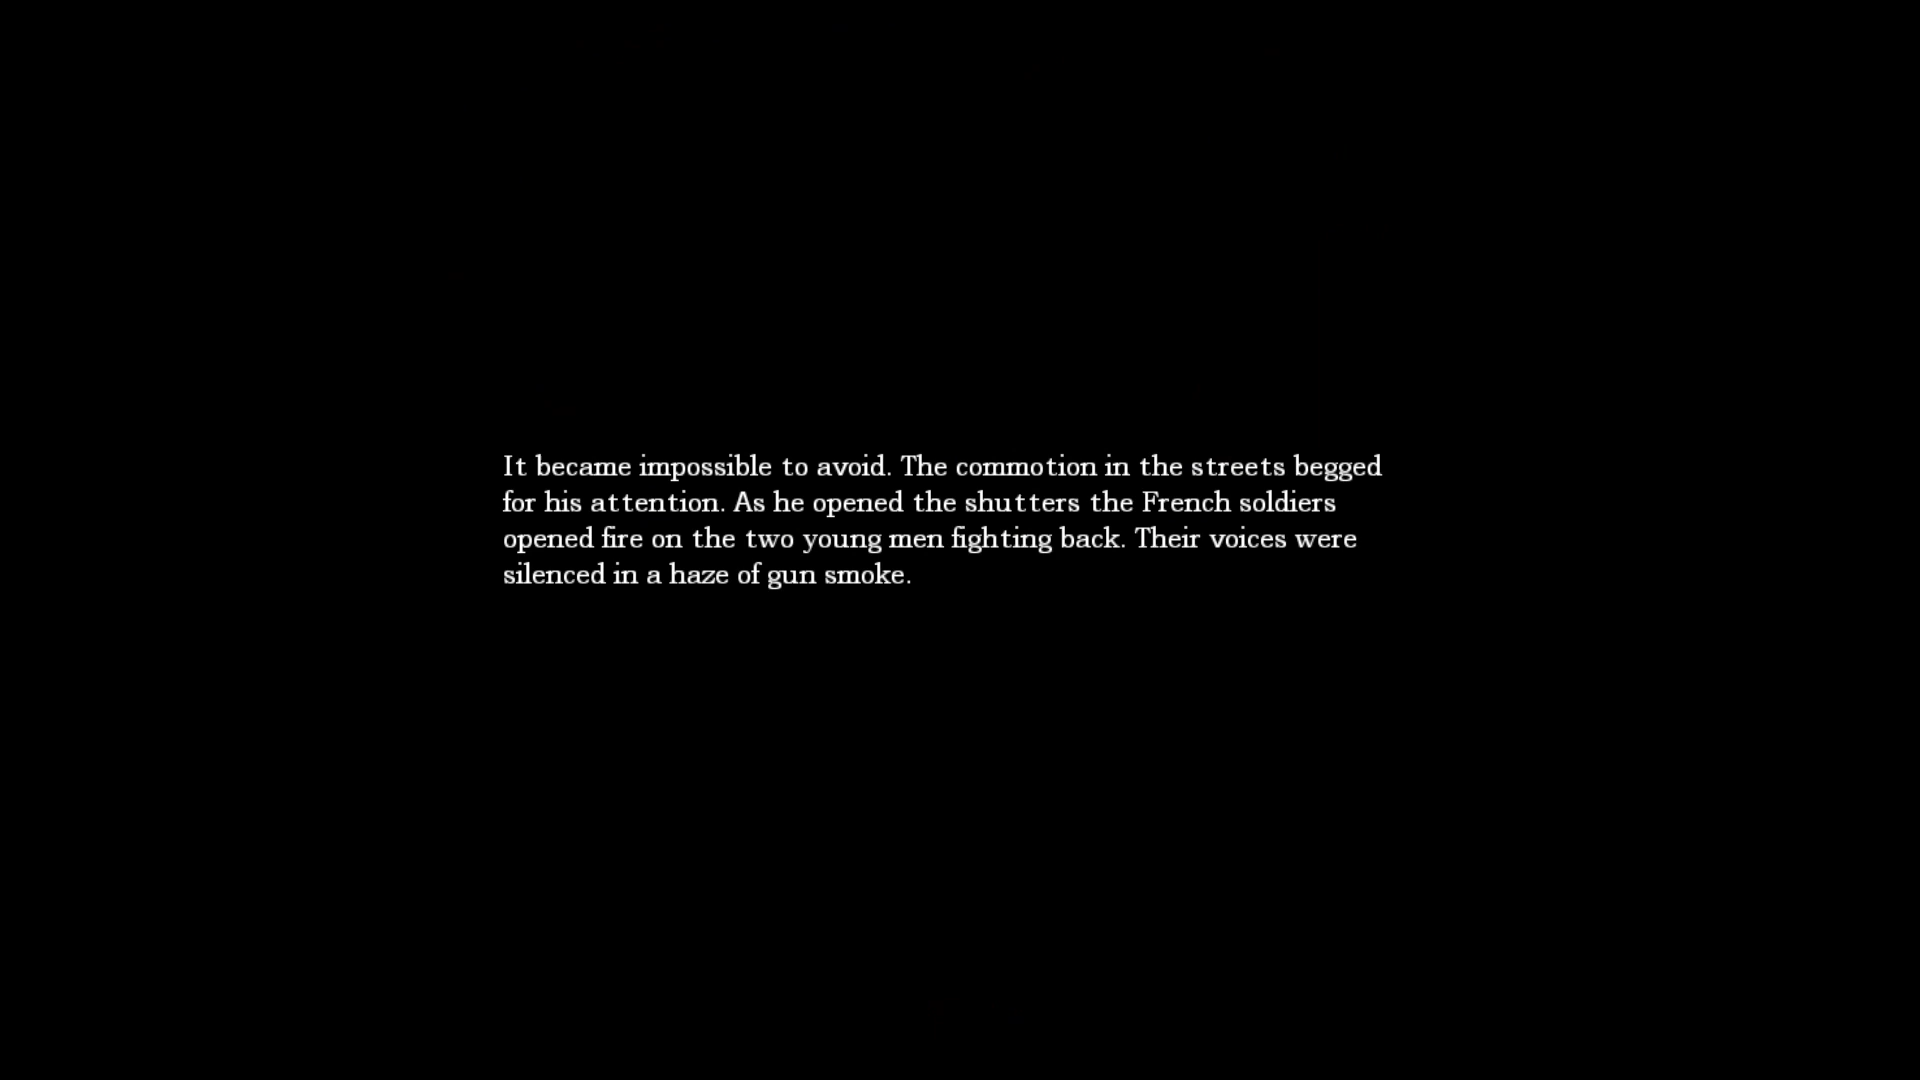 It became impossible to avoid. The commotion in the streets begged
for his attention. As he opened the shutters the French soldiers
opened fire on the two young men fighting back. Their voices were
silenced in a haze of gun smoke.